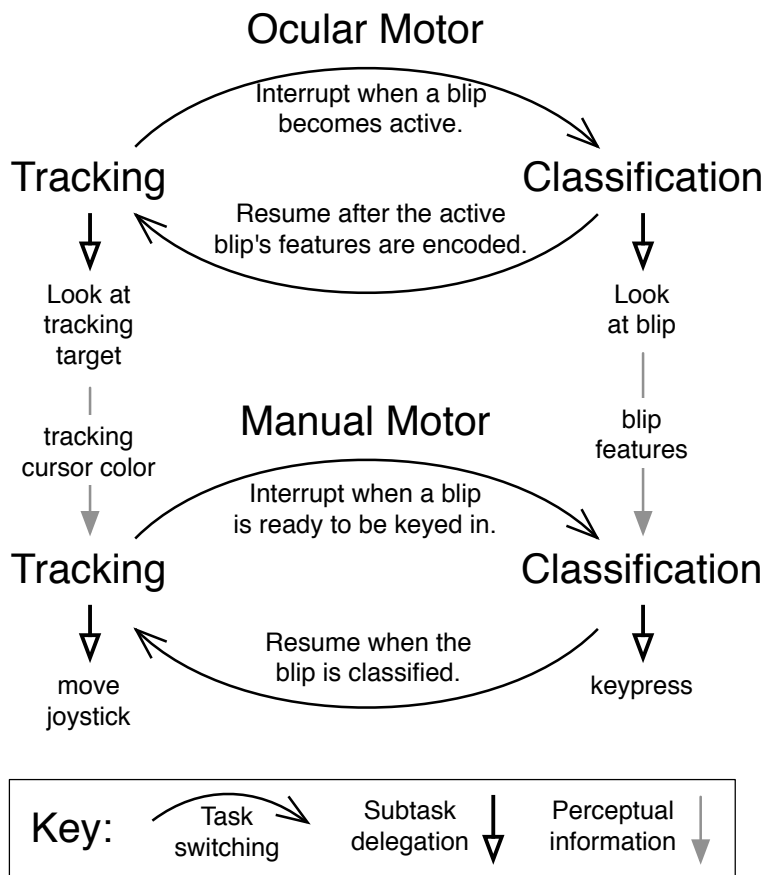 Ocular Motor
Interrupt when a blip
becomes active.
Tracking
Classification
Resume after the active
blip's features are encoded.
Look at
tracking
target
Look
at blip
tracking
cursor color
blip
features
Manual Motor
Interrupt when a blip
is ready to be keyed in.
Tracking
Classification
Resume when the
blip is classified.
move
joystick
keypress
Key:
Task
switching
Subtask
delegation
Perceptual
information